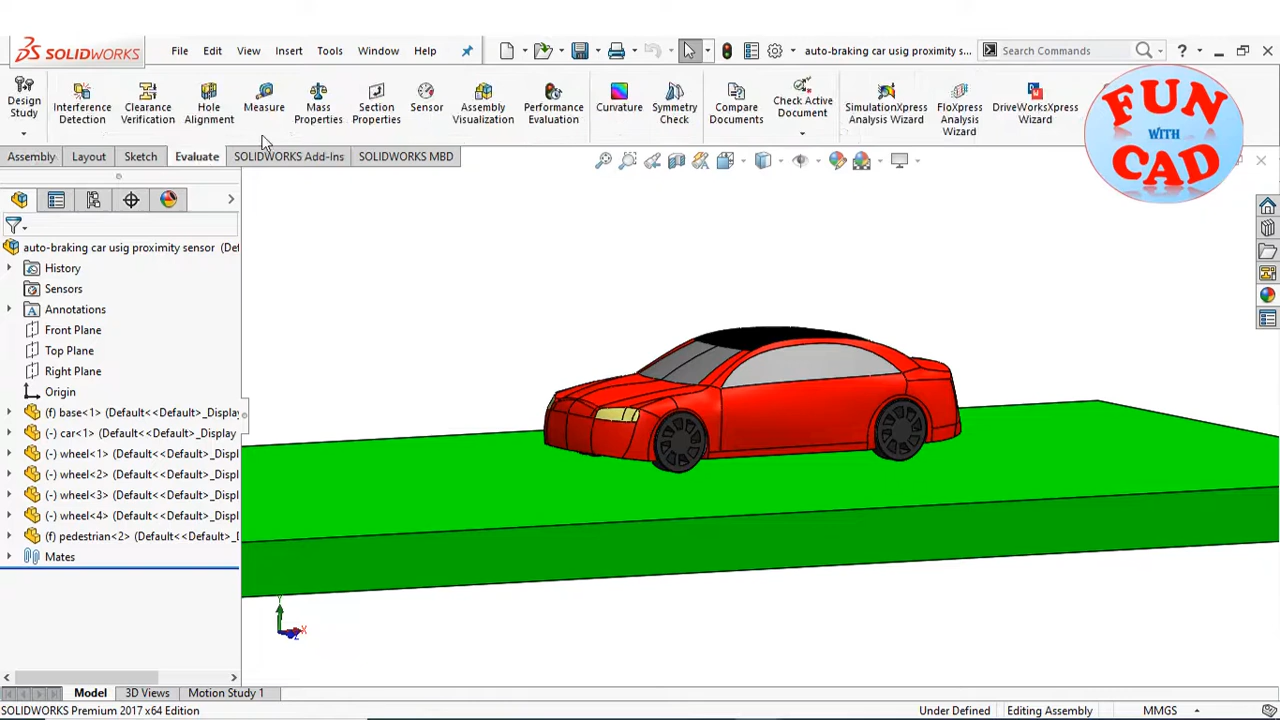 SOLIDWORKS
File Edit View Insert Tools Window Help
auto-braking car usig proximity s...
Search Commands
Design Study
Interference Detection
Clearance Verification
Hole Alignment
Measure
Mass Properties
Section Properties
Sensor
Assembly Visualization
Performance Evaluation
Curvature
Symmetry Check
Compare Documents
Check Active Document
SimulationXpress Analysis Wizard
FloXpress Analysis Wizard
DriveWorksXpress Wizard
FUN
WITH
CAD
Assembly Layout Sketch Evaluate SOLIDWORKS Add-Ins SOLIDWORKS MBD
auto-braking car usig proximity sensor (Def
History
Sensors
Annotations
Front Plane
Top Plane
Right Plane
Origin
(f) base<1> (Default<<Default>_Display
(-) car<1> (Default<<Default>_Display
(-) wheel<1> (Default<<Default>_Displ
(-) wheel<2> (Default<<Default>_Displ
(-) wheel<3> (Default<<Default>_Displ
(-) wheel<4> (Default<<Default>_Displ
(f) pedestrian<2> (Default<<Default>_
Mates
Y
X
Z
Model 3D Views Motion Study 1
SOLIDWORKS Premium 2017 x64 Edition
Under Defined Editing Assembly MMGS